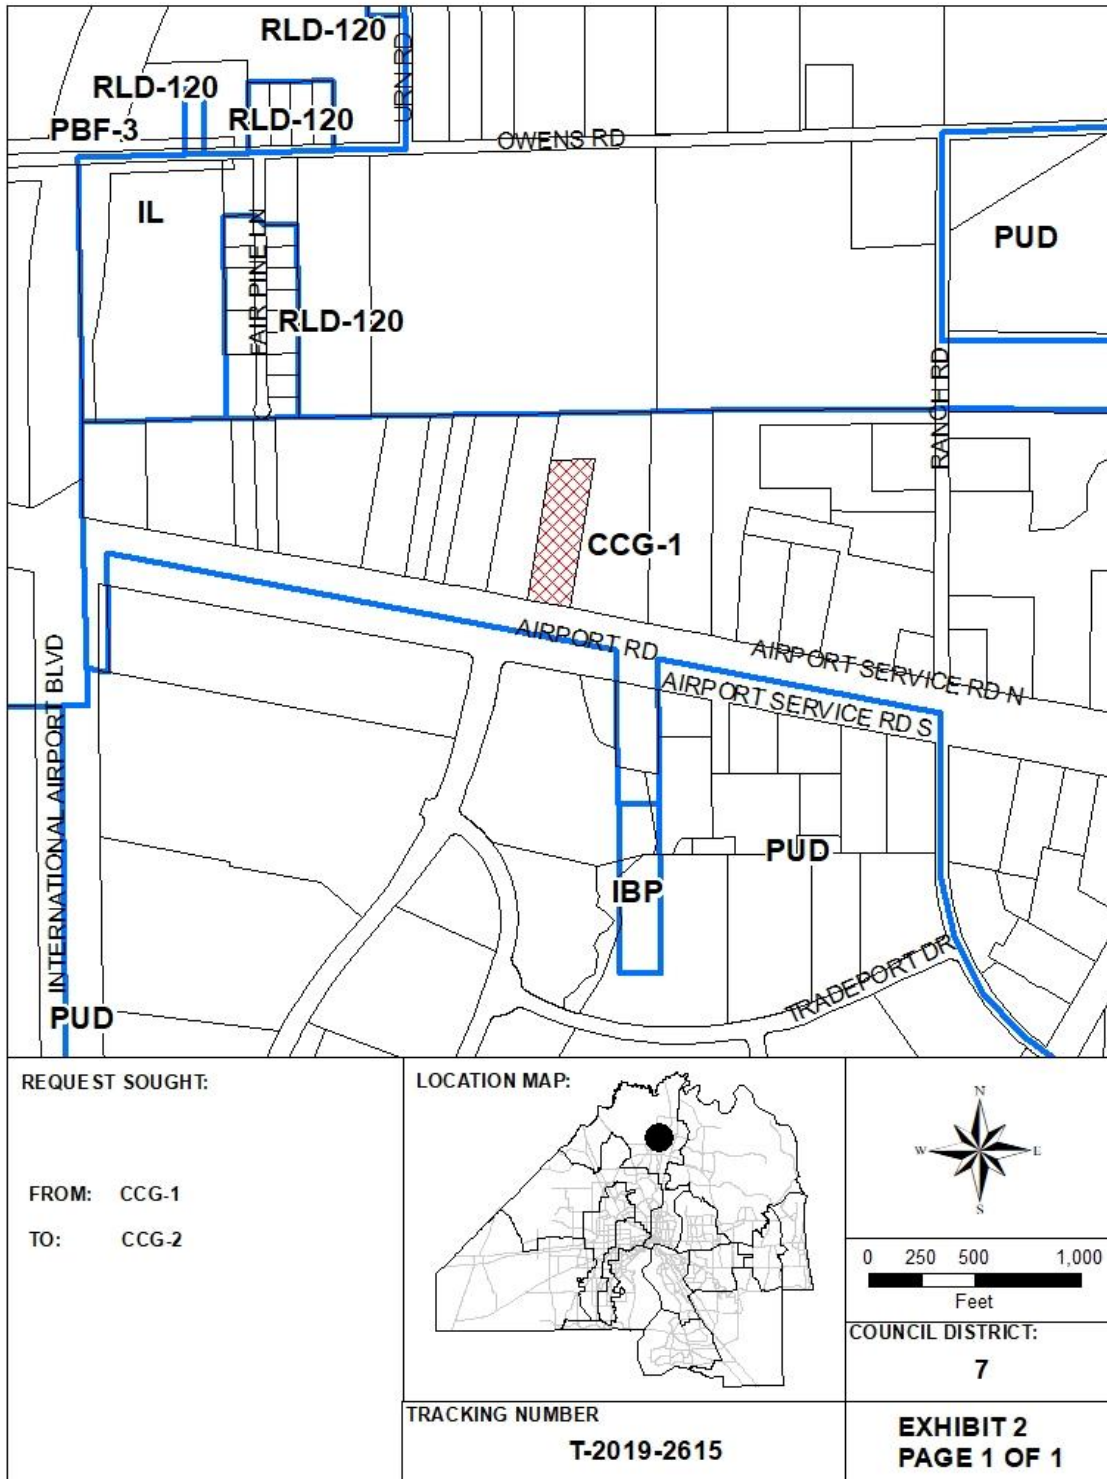 RLD-120
URN RD
RLD-120
RLD-120
PBF-3
OWENS RD
IL
FAIR PINE LN
PUD
RLD-120
RANCH RD
CCG-1
AIRPORT RD
AIRPORT SERVICE RD N
AIRPORT SERVICE RD S
INTERNATIONAL AIRPORT BLVD
PUD
IBP
TRADEPORT DR
PUD
REQUEST SOUGHT:
FROM: CCG-1
TO: CCG-2
LOCATION MAP:
N
W E
S
0 250 500 1,000
Feet
COUNCIL DISTRICT:
7
TRACKING NUMBER
T-2019-2615
EXHIBIT 2
PAGE 1 OF 1